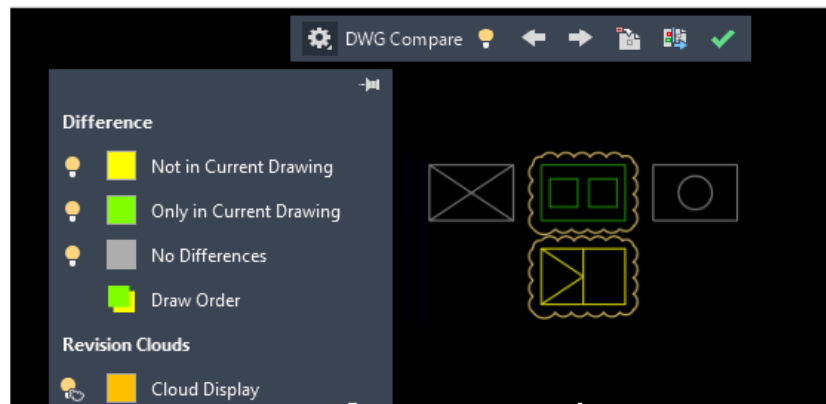 DWG Compare
Difference
Not in Current Drawing
Only in Current Drawing
No Differences
Draw Order
Revision Clouds
Cloud Display